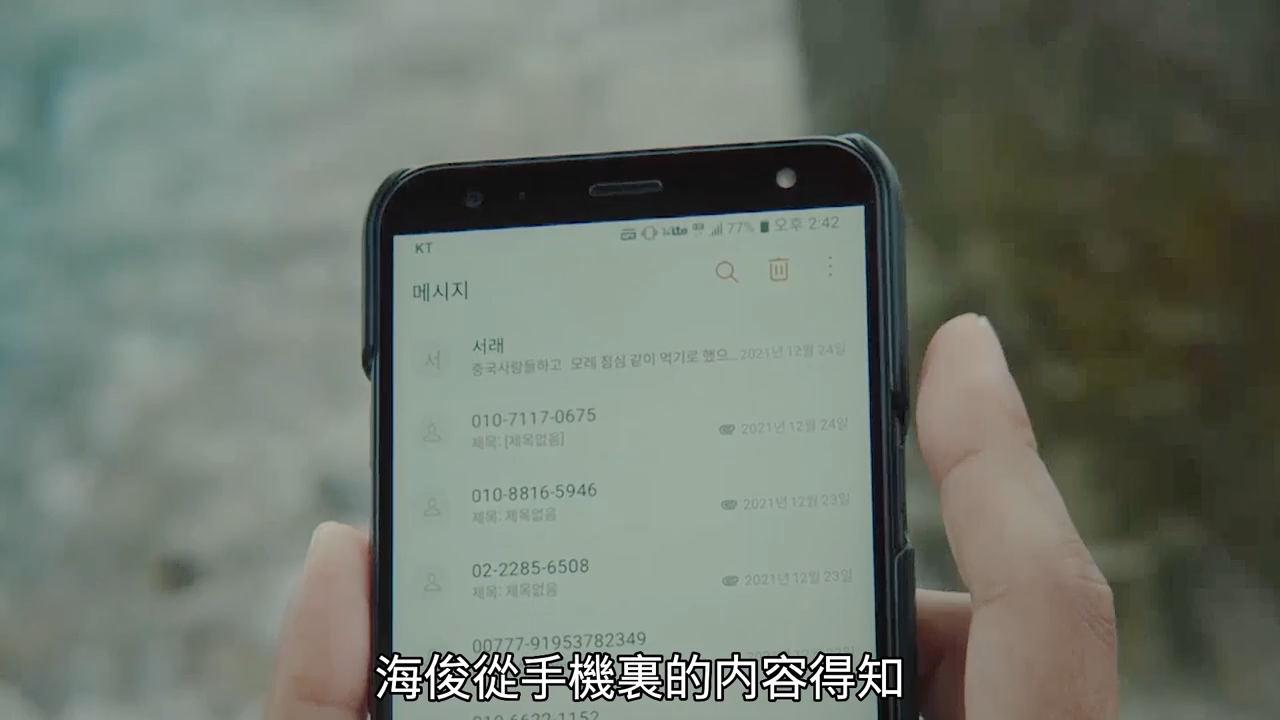 KT
77% 오후 2:42
메시지
서 서래
중국사람들하고 모레 점심 같이 먹기로 했으... 2021년 12월 24일
010-7117-0675
제목: [제목없음] 2021년 12월 24일
010-8816-5946
제목: 제목없음 2021년 12월 23일
02-2285-6508
제목: 제목없음 2021년 12월 23일
00777-91953782349
海俊從手機裏的内容得知
010-6622-1152